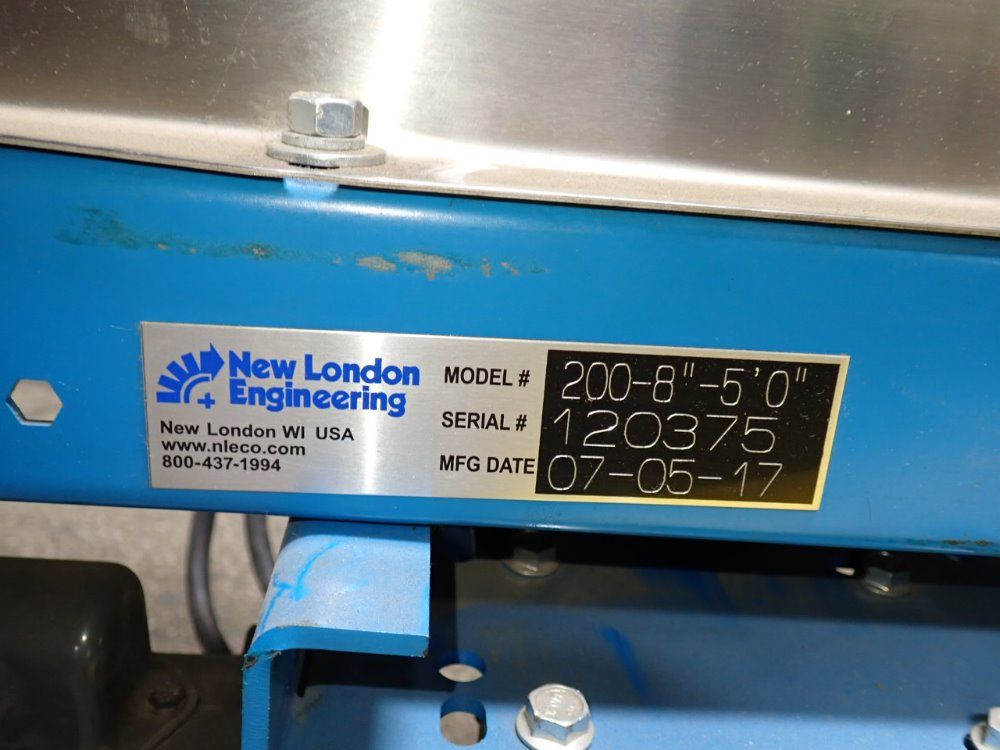 New London
Engineering
New London WI USA
www.nleco.com
800-437-1994
MODEL # 200-8"-5'0"
SERIAL # 120375
MFG DATE 07-05-17